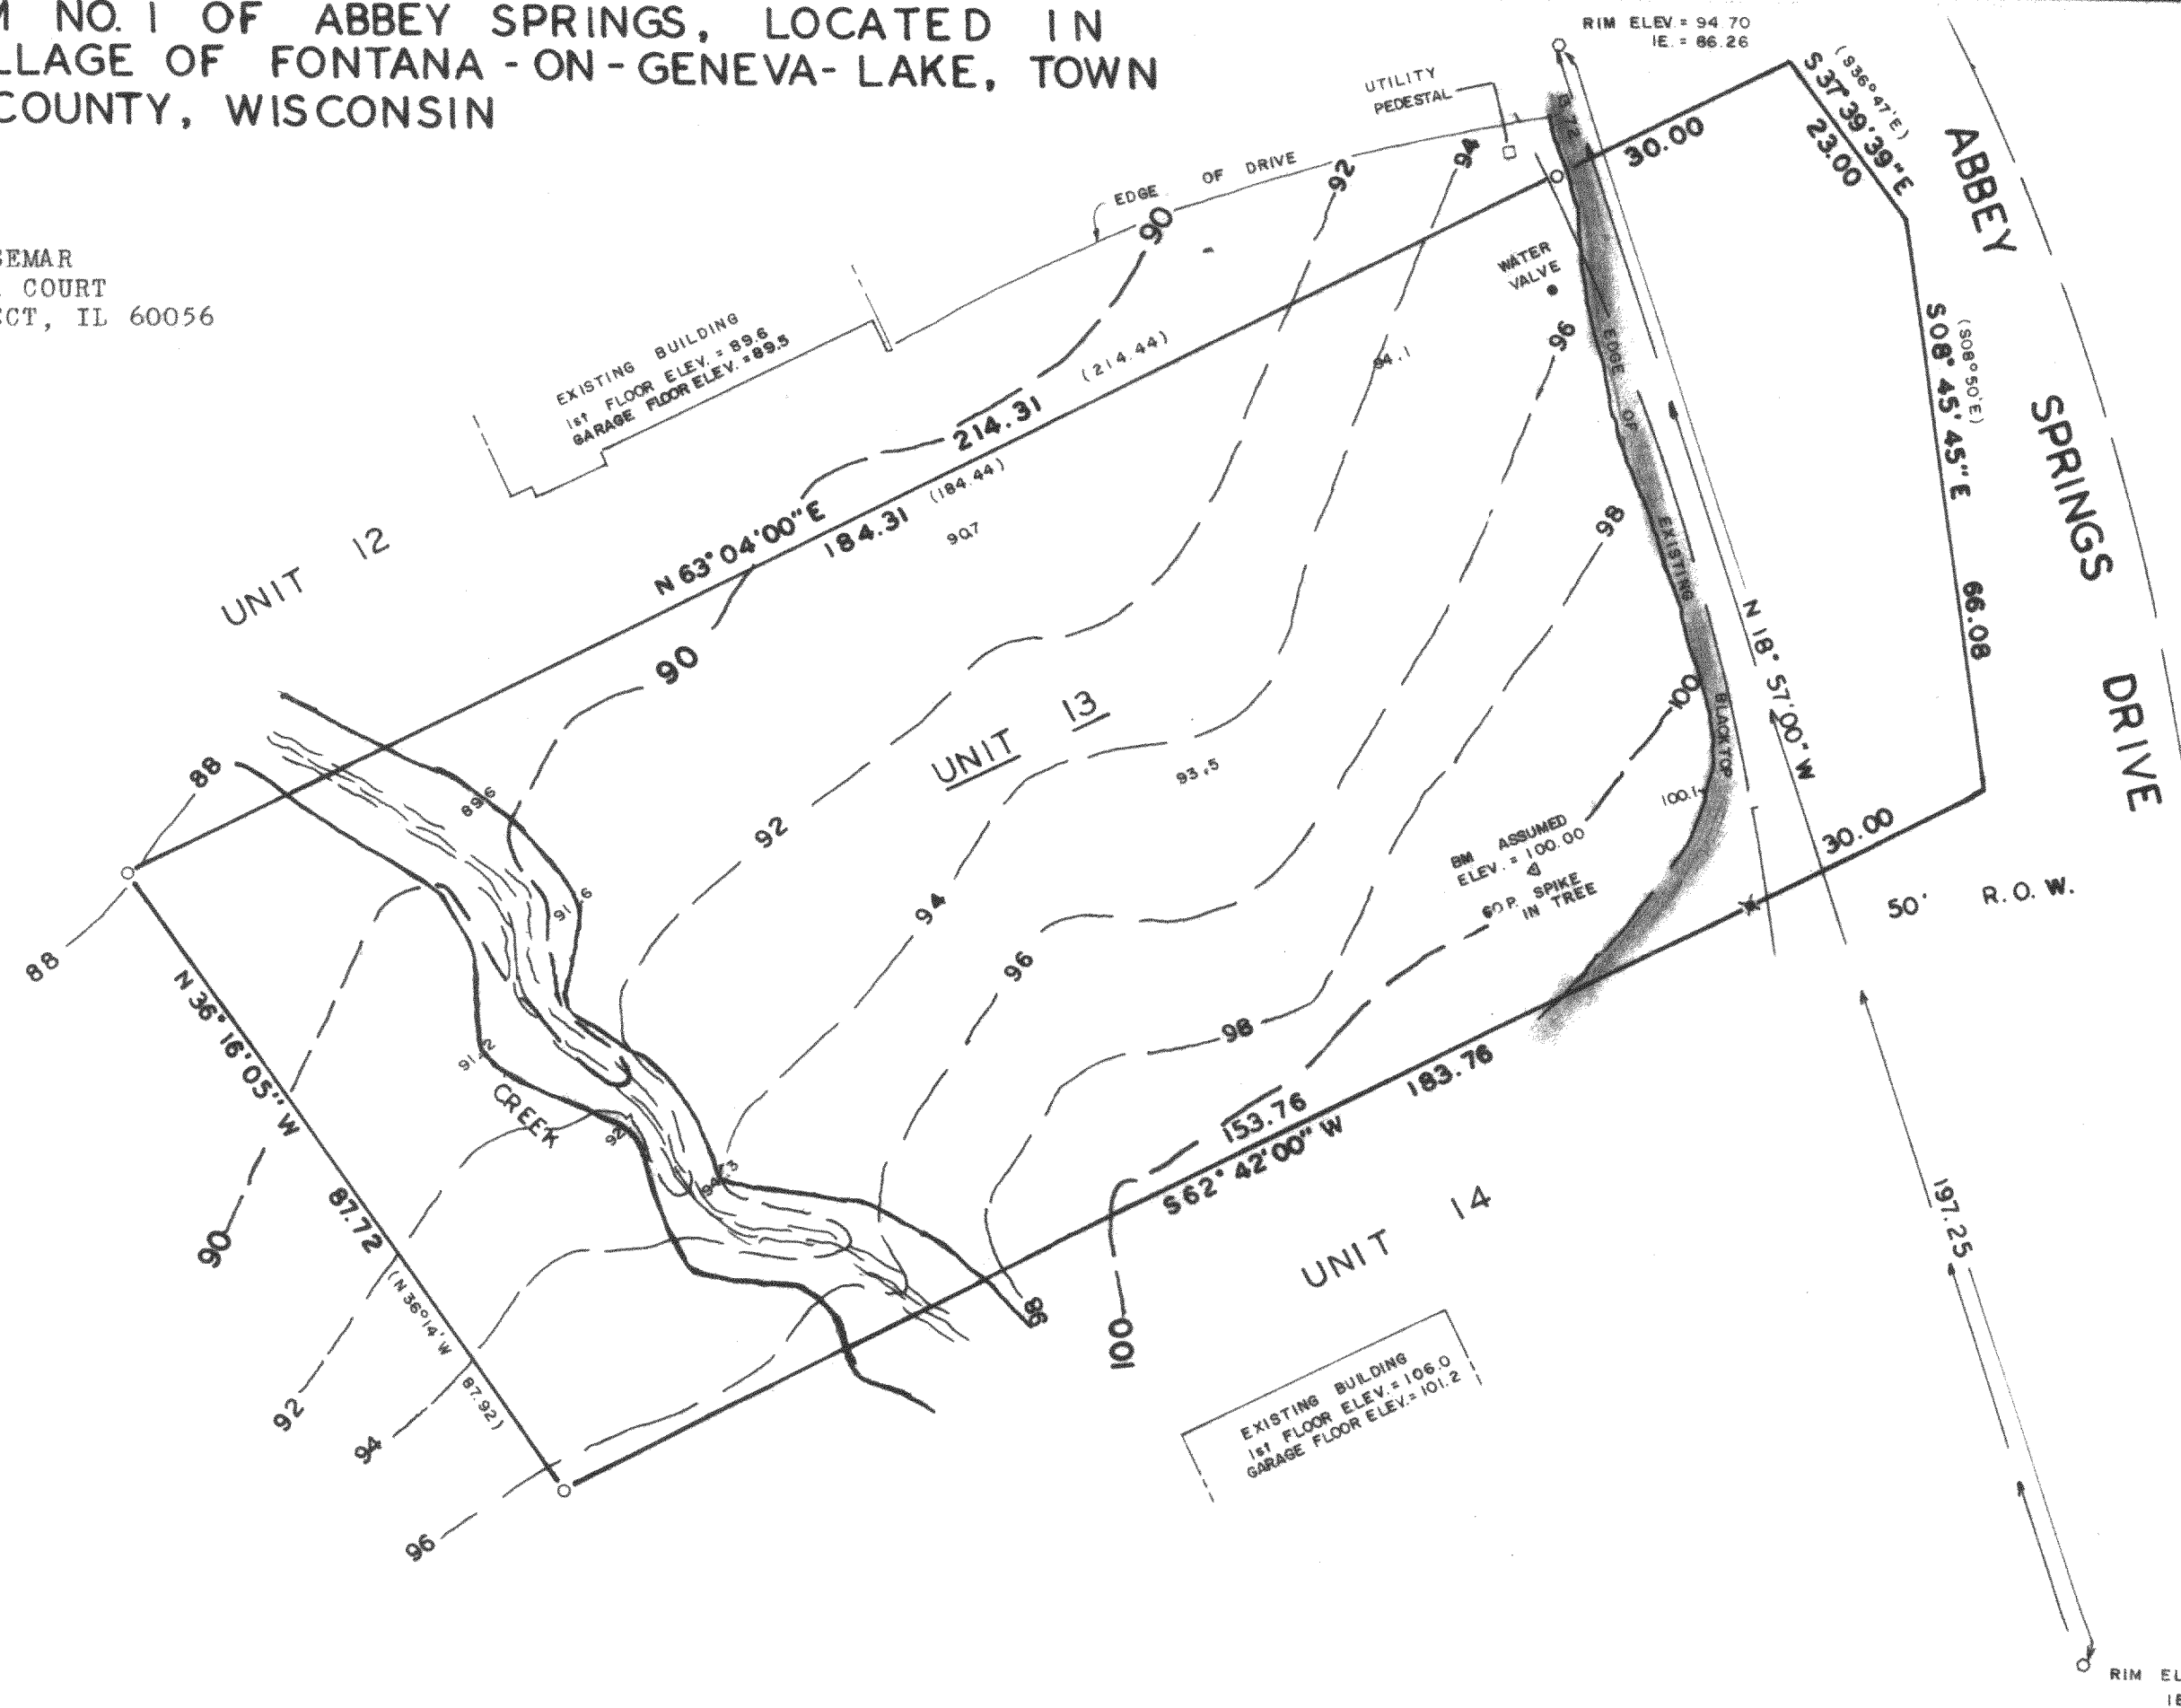 NO. 1 OF ABBEY SPRINGS, LOCATED IN
LLAGE OF FONTANA-ON-GENEVA-LAKE, TOWN
COUNTY, WISCONSIN
SEMAR
COURT
ECT, IL 60056
RIM ELEV. = 94.70
IE. = 86.26
UTILITY
PEDESTAL
30.00
(S36°47'E)
S 37°39'39"E
23.00
ABBEY
SPRINGS
DRIVE
EDGE OF DRIVE
90
92
94
WATER
VALVE
96
EXISTING BUILDING
1st FLOOR ELEV. = 89.6
GARAGE FLOOR ELEV. = 89.5
(214.44)
214.31
94.1
EDGE OF EXISTING BLACKTOP
(S08°50'E)
S08°45'45"E
66.08
UNIT 12
N 63°04'00"E
184.31
(184.44)
90.7
98
N 18°57'00"W
90
UNIT 13
93.5
100
100.1
88
89.6
92
BM ASSUMED
ELEV. = 100.00
60 P. SPIKE
IN TREE
30.00
50' R.O.W.
91.6
94
96
88
N 36°16'05"W
91.2
CREEK
92
98
183.76
153.76
S62°42'00"W
94.3
UNIT 14
197.25
90
87.72
(N 36°14'W
87.92)
98
100
92
94
96
EXISTING BUILDING
1st FLOOR ELEV. = 106.0
GARAGE FLOOR ELEV. = 101.2
RIM EL